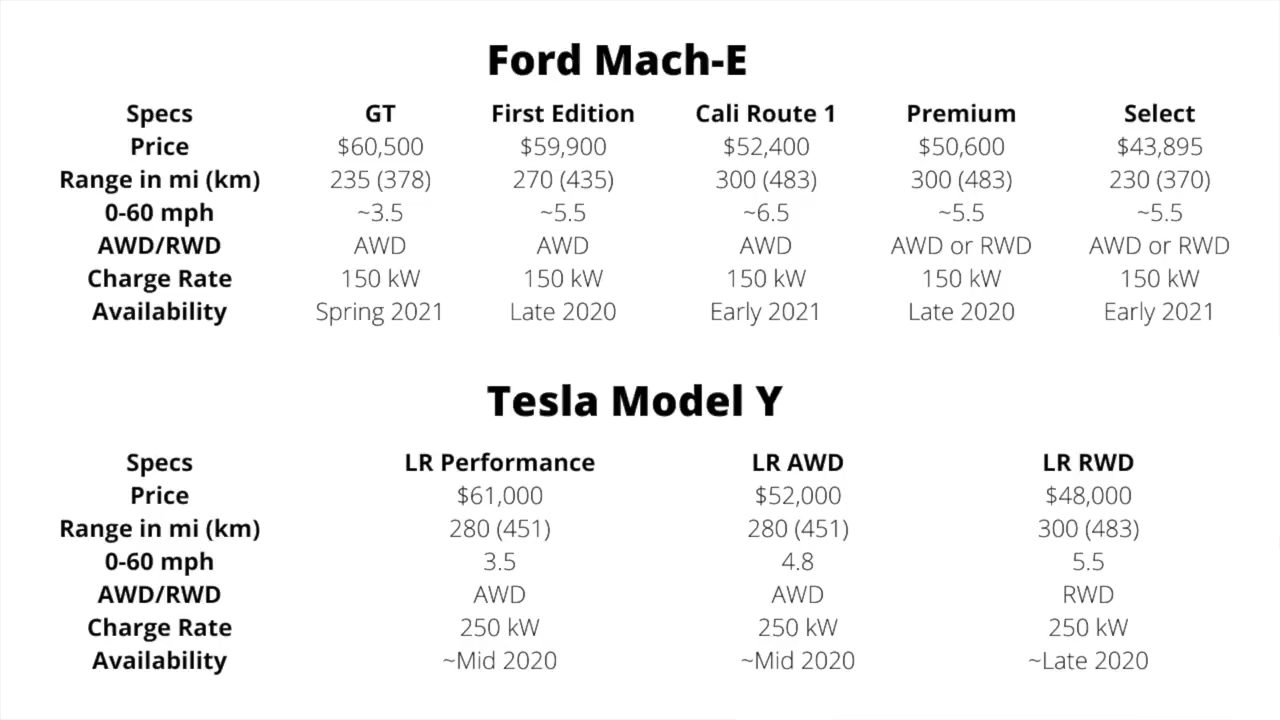 Ford Mach-E
Specs GT First Edition Cali Route 1 Premium Select
Price $60,500 $59,900 $52,400 $50,600 $43,895
Range in mi (km) 235 (378) 270 (435) 300 (483) 300 (483) 230 (370)
0-60 mph ~3.5 ~5.5 ~6.5 ~5.5 ~5.5
AWD/RWD AWD AWD AWD AWD or RWD AWD or RWD
Charge Rate 150 kW 150 kW 150 kW 150 kW 150 kW
Availability Spring 2021 Late 2020 Early 2021 Late 2020 Early 2021
Tesla Model Y
Specs LR Performance LR AWD LR RWD
Price $61,000 $52,000 $48,000
Range in mi (km) 280 (451) 280 (451) 300 (483)
0-60 mph 3.5 4.8 5.5
AWD/RWD AWD AWD RWD
Charge Rate 250 kW 250 kW 250 kW
Availability ~Mid 2020 ~Mid 2020 ~Late 2020